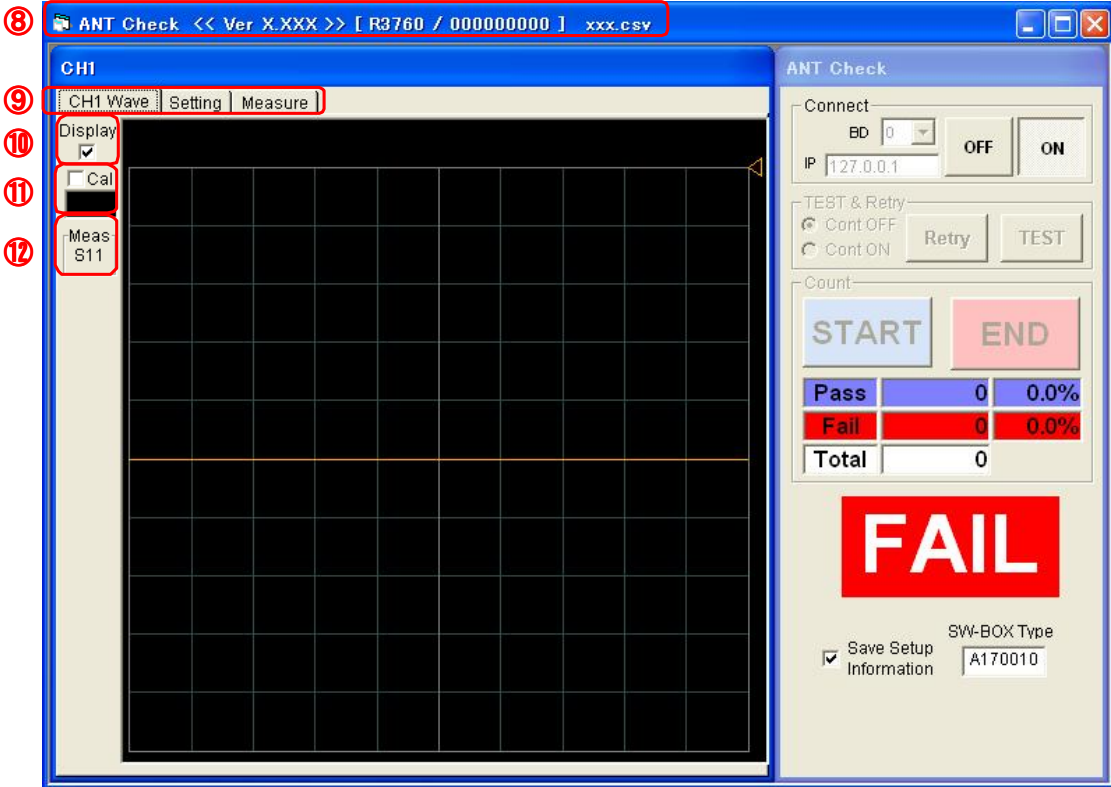 ⑧ ANT Check << Ver X.XXX >> [ R3760 / 000000000 ] xxx.csv
CH1
⑨ CH1 Wave Setting Measure
⑩ Display
⑪ Cal
⑫ Meas
S11
ANT Check
Connect
BD 0
IP 127.0.0.1
OFF ON
TEST & Retry
Cont OFF
Cont ON
Retry TEST
Count
START END
Pass 0 0.0%
Fail 0 0.0%
Total 0
FAIL
Save Setup
Information
SW-BOX Type
A170010